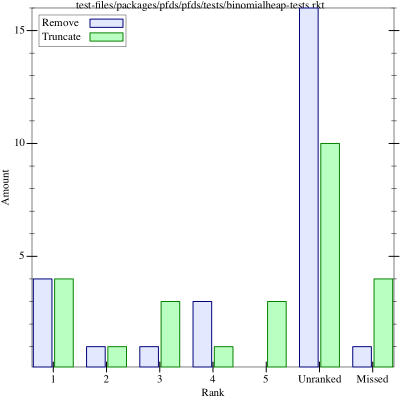 test-files/packages/pfds/pfds/tests/binomialheap-tests.rkt
Remove
Truncate
15
10
5
Amount
1 2 3 4 5 Unranked Missed
Rank